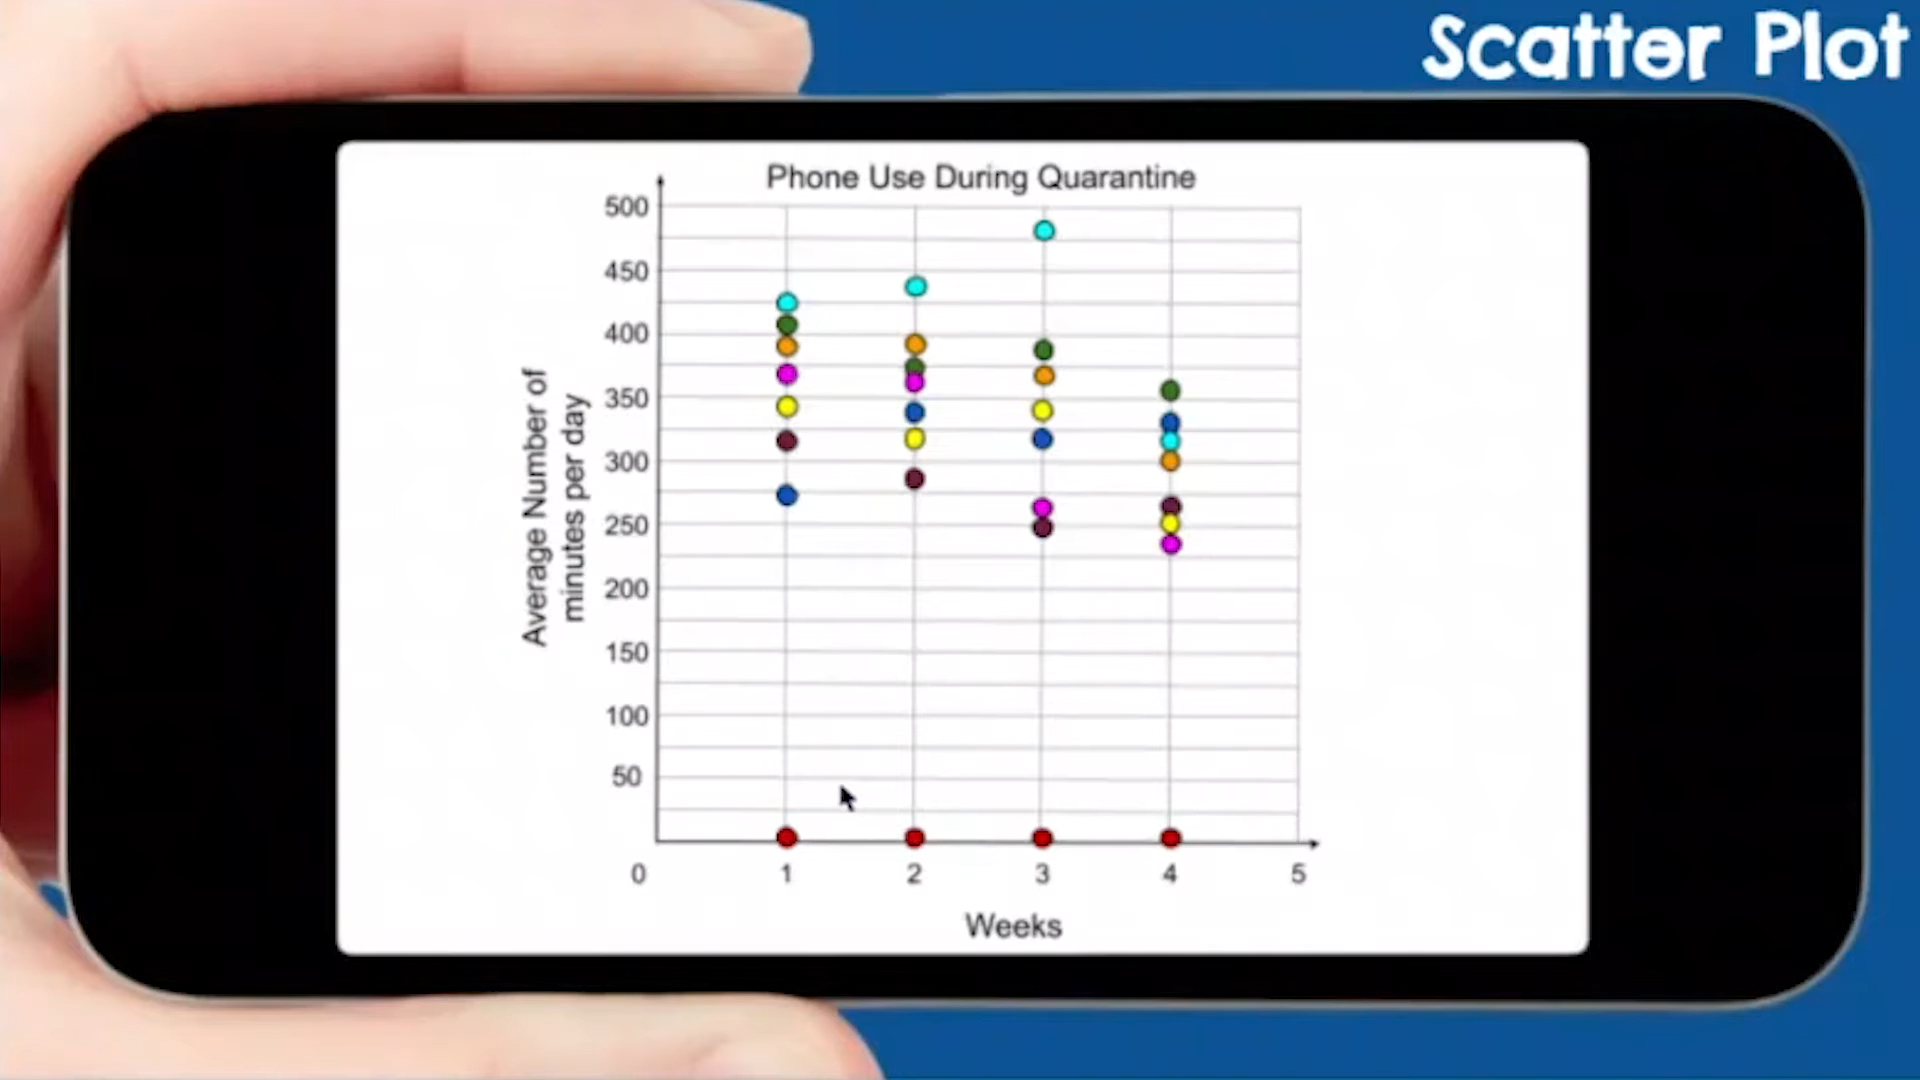 Scatter Plot
Phone Use During Quarantine
500
450
400
350
300
250
200
150
100
50
Average Number of
minutes per day
0 1 2 3 4 5
Weeks